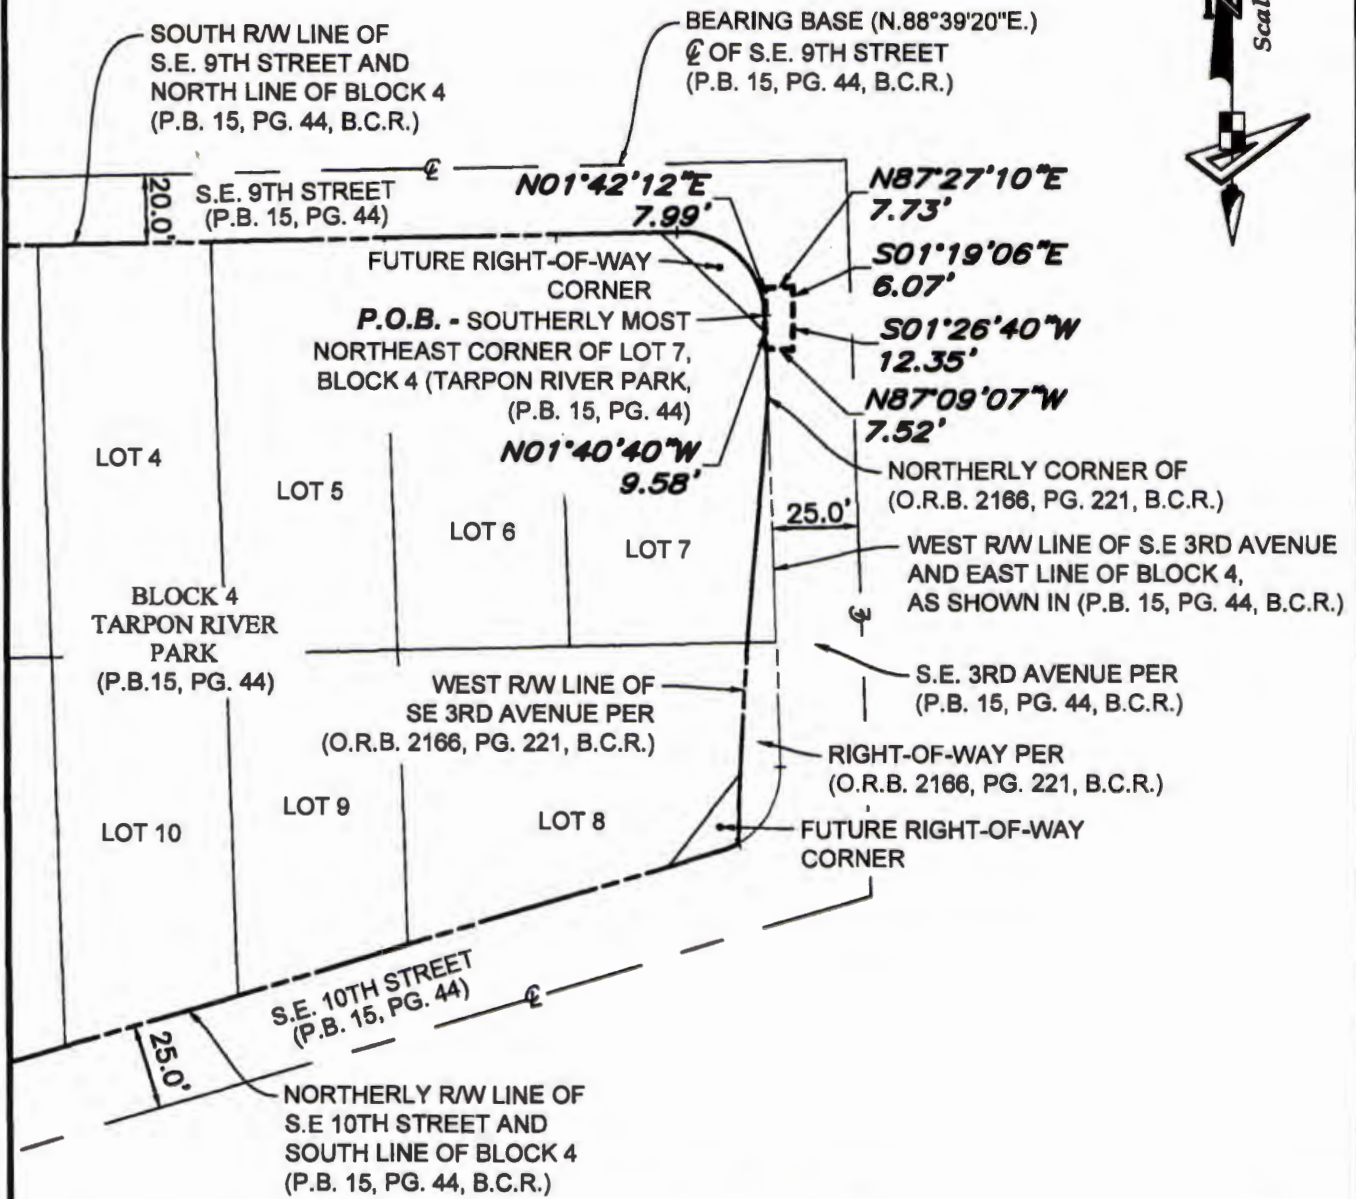 SOUTH R/W LINE OF
S.E. 9TH STREET AND
NORTH LINE OF BLOCK 4
(P.B. 15, PG. 44, B.C.R.)
BEARING BASE (N.88°39'20"E.)
℄ OF S.E. 9TH STREET
(P.B. 15, PG. 44, B.C.R.)
℄
20.0'
S.E. 9TH STREET
(P.B. 15, PG. 44)
N01°42'12"E
7.99'
N87°27'10"E
7.73'
S01°19'06"E
6.07'
S01°26'40"W
12.35'
N87°09'07"W
7.52'
FUTURE RIGHT-OF-WAY
CORNER
P.O.B. - SOUTHERLY MOST
NORTHEAST CORNER OF LOT 7,
BLOCK 4 (TARPON RIVER PARK,
(P.B. 15, PG. 44)
N01°40'40"W
9.58'
NORTHERLY CORNER OF
(O.R.B. 2166, PG. 221, B.C.R.)
LOT 4
LOT 5
LOT 6
LOT 7
25.0'
WEST R/W LINE OF S.E 3RD AVENUE
AND EAST LINE OF BLOCK 4,
AS SHOWN IN (P.B. 15, PG. 44, B.C.R.)
℄
BLOCK 4
TARPON RIVER
PARK
(P.B.15, PG. 44)
WEST R/W LINE OF
SE 3RD AVENUE PER
(O.R.B. 2166, PG. 221, B.C.R.)
S.E. 3RD AVENUE PER
(P.B. 15, PG. 44, B.C.R.)
RIGHT-OF-WAY PER
(O.R.B. 2166, PG. 221, B.C.R.)
LOT 10
LOT 9
LOT 8
FUTURE RIGHT-OF-WAY
CORNER
S.E. 10TH STREET
(P.B. 15, PG. 44)
℄
25.0'
NORTHERLY R/W LINE OF
S.E 10TH STREET AND
SOUTH LINE OF BLOCK 4
(P.B. 15, PG. 44, B.C.R.)